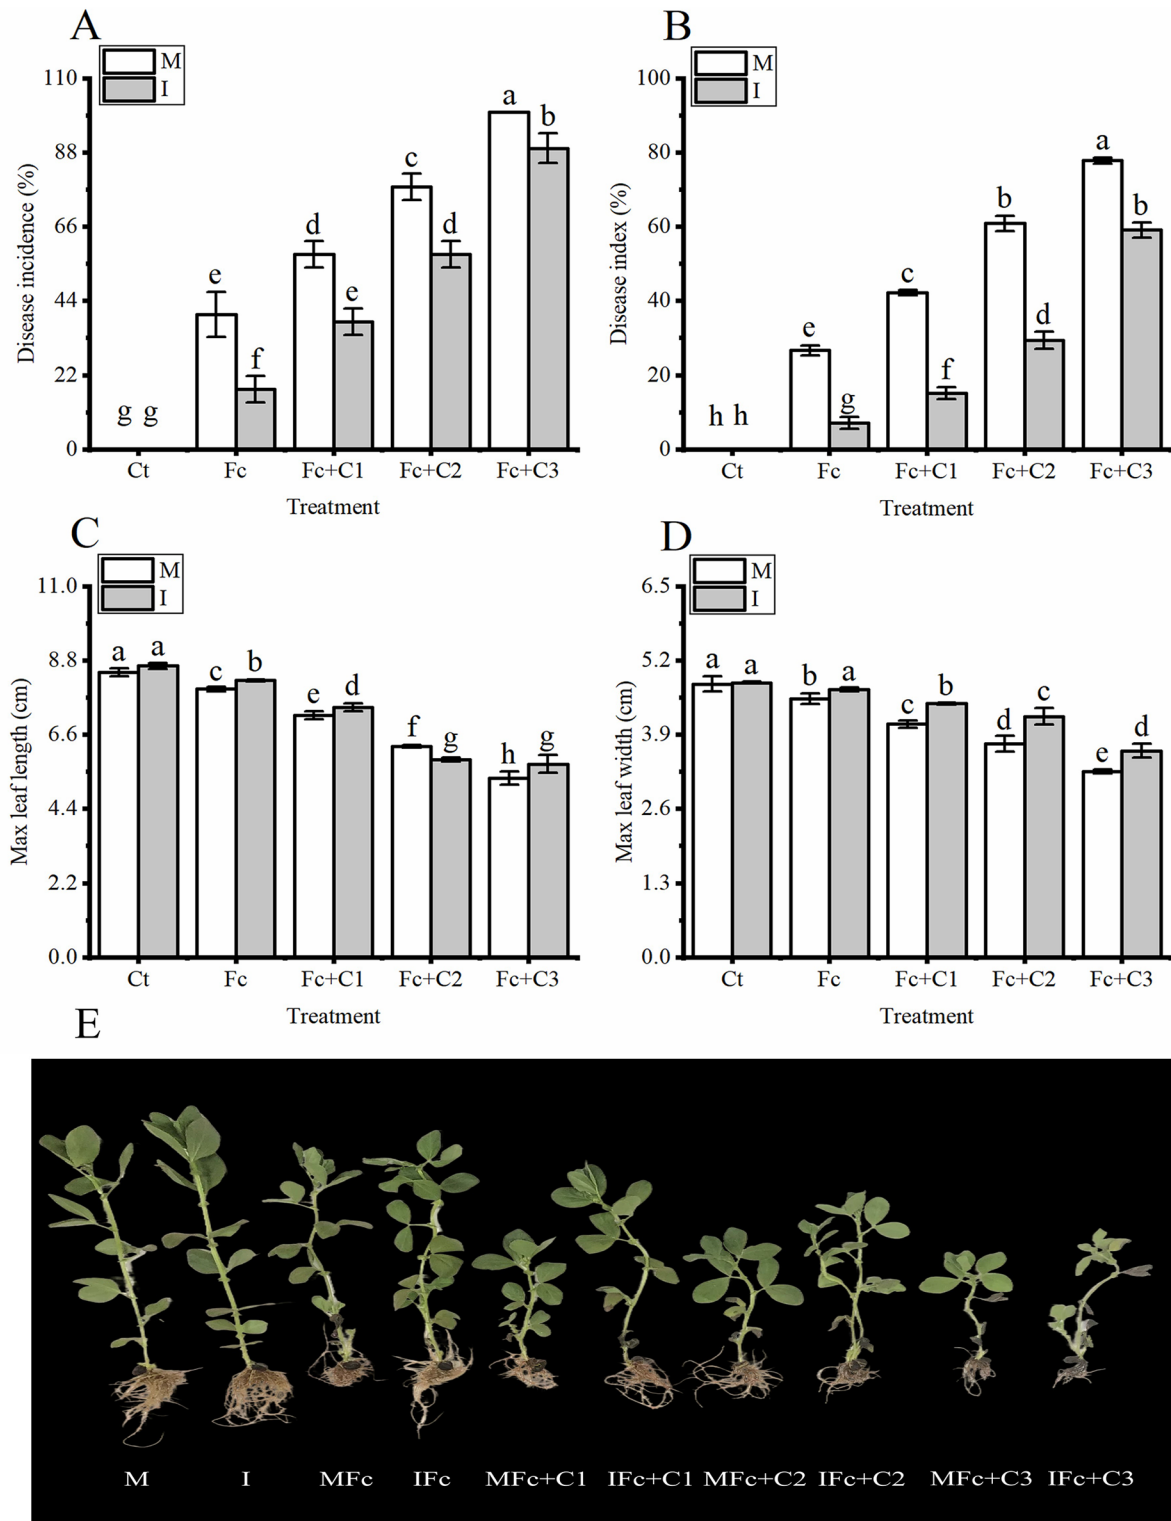 A
M
I
Disease incidence (%)
110
88
66
44
22
0
g g e f d e c d a b
Ct Fc Fc+C1 Fc+C2 Fc+C3
Treatment
B
M
I
Disease index (%)
100
80
60
40
20
0
h h e g c f b d a b
Ct Fc Fc+C1 Fc+C2 Fc+C3
Treatment
C
M
I
Max leaf length (cm)
11.0
8.8
6.6
4.4
2.2
0.0
a a c b e d f g h g
Ct Fc Fc+C1 Fc+C2 Fc+C3
Treatment
D
M
I
Max leaf width (cm)
6.5
5.2
3.9
2.6
1.3
0.0
a a b a c b d c e d
Ct Fc Fc+C1 Fc+C2 Fc+C3
Treatment
E
M I MFc IFc MFc+C1 IFc+C1 MFc+C2 IFc+C2 MFc+C3 IFc+C3